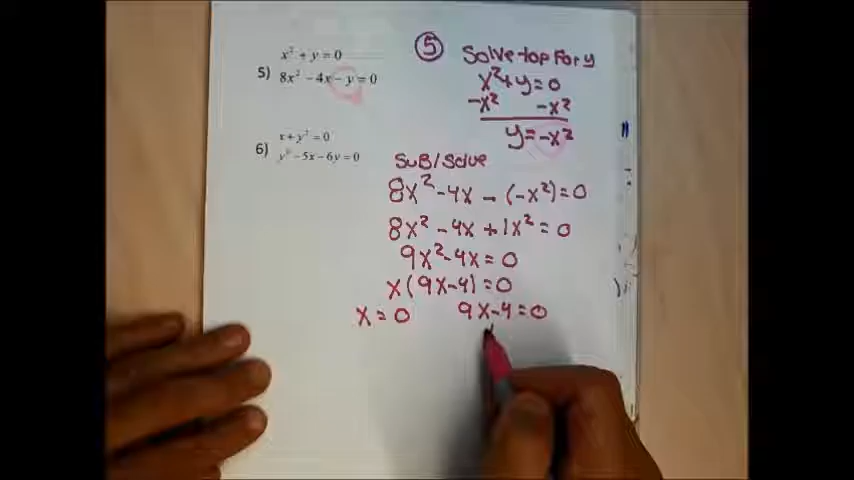 x² + y = 0
5) 8x² - 4x - y = 0
x + y² = 0
6) y² - 5x - 6y = 0
5 Solve top for y
x² + y = 0
-x² -x²
y = -x²
Sub/Solve
8x² - 4x - (-x²) = 0
8x² - 4x + 1x² = 0
9x² - 4x = 0
x(9x-4) = 0
x = 0 9x-4 = 0